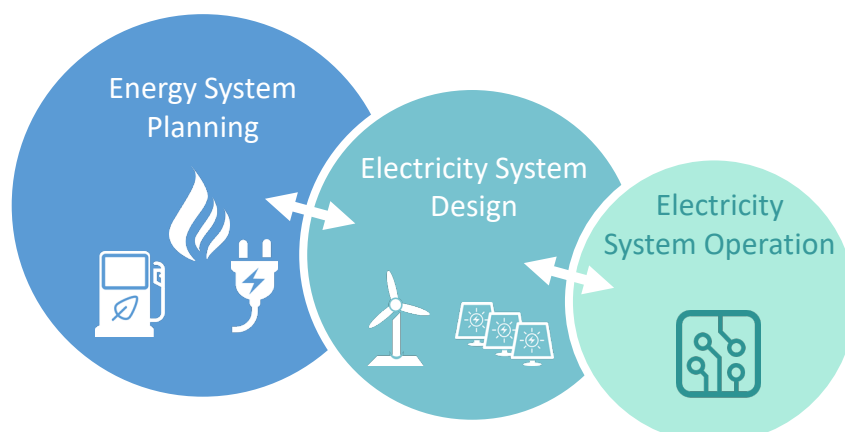 Energy System
Planning
Electricity System
Design
Electricity
System Operation